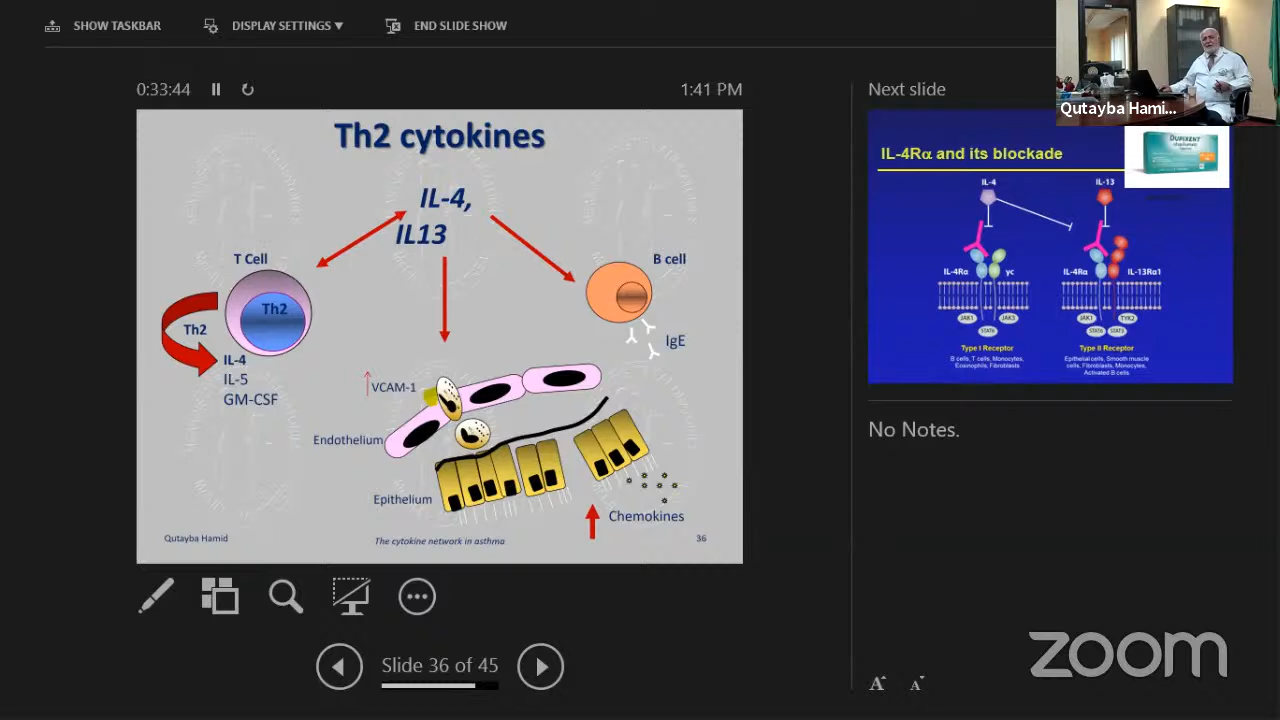 SHOW TASKBAR
DISPLAY SETTINGS ▼
END SLIDE SHOW
0:33:44
1:41 PM
Th2 cytokines
IL-4,
IL13
T Cell
Th2
Th2
IL-4
IL-5
GM-CSF
B cell
IgE
VCAM-1
Endothelium
Epithelium
Chemokines
Qutayba Hamid
The cytokine network in asthma
36
Slide 36 of 45
Next slide
Qutayba Hami...
IL-4Rα and its blockade
DUPIXENT
IL-4
IL-13
IL-4Rα
γc
IL-4Rα
IL-13Rα1
JAK1
JAK3
STAT6
JAK1
TYK2
STAT6
STAT3
Type I Receptor
B cells, T cells, Monocytes,
Eosinophils, Fibroblasts
Type II Receptor
Epithelial cells, Smooth muscle
cells, Fibroblasts, Monocytes,
Activated B cells
No Notes.
zoom
A
A